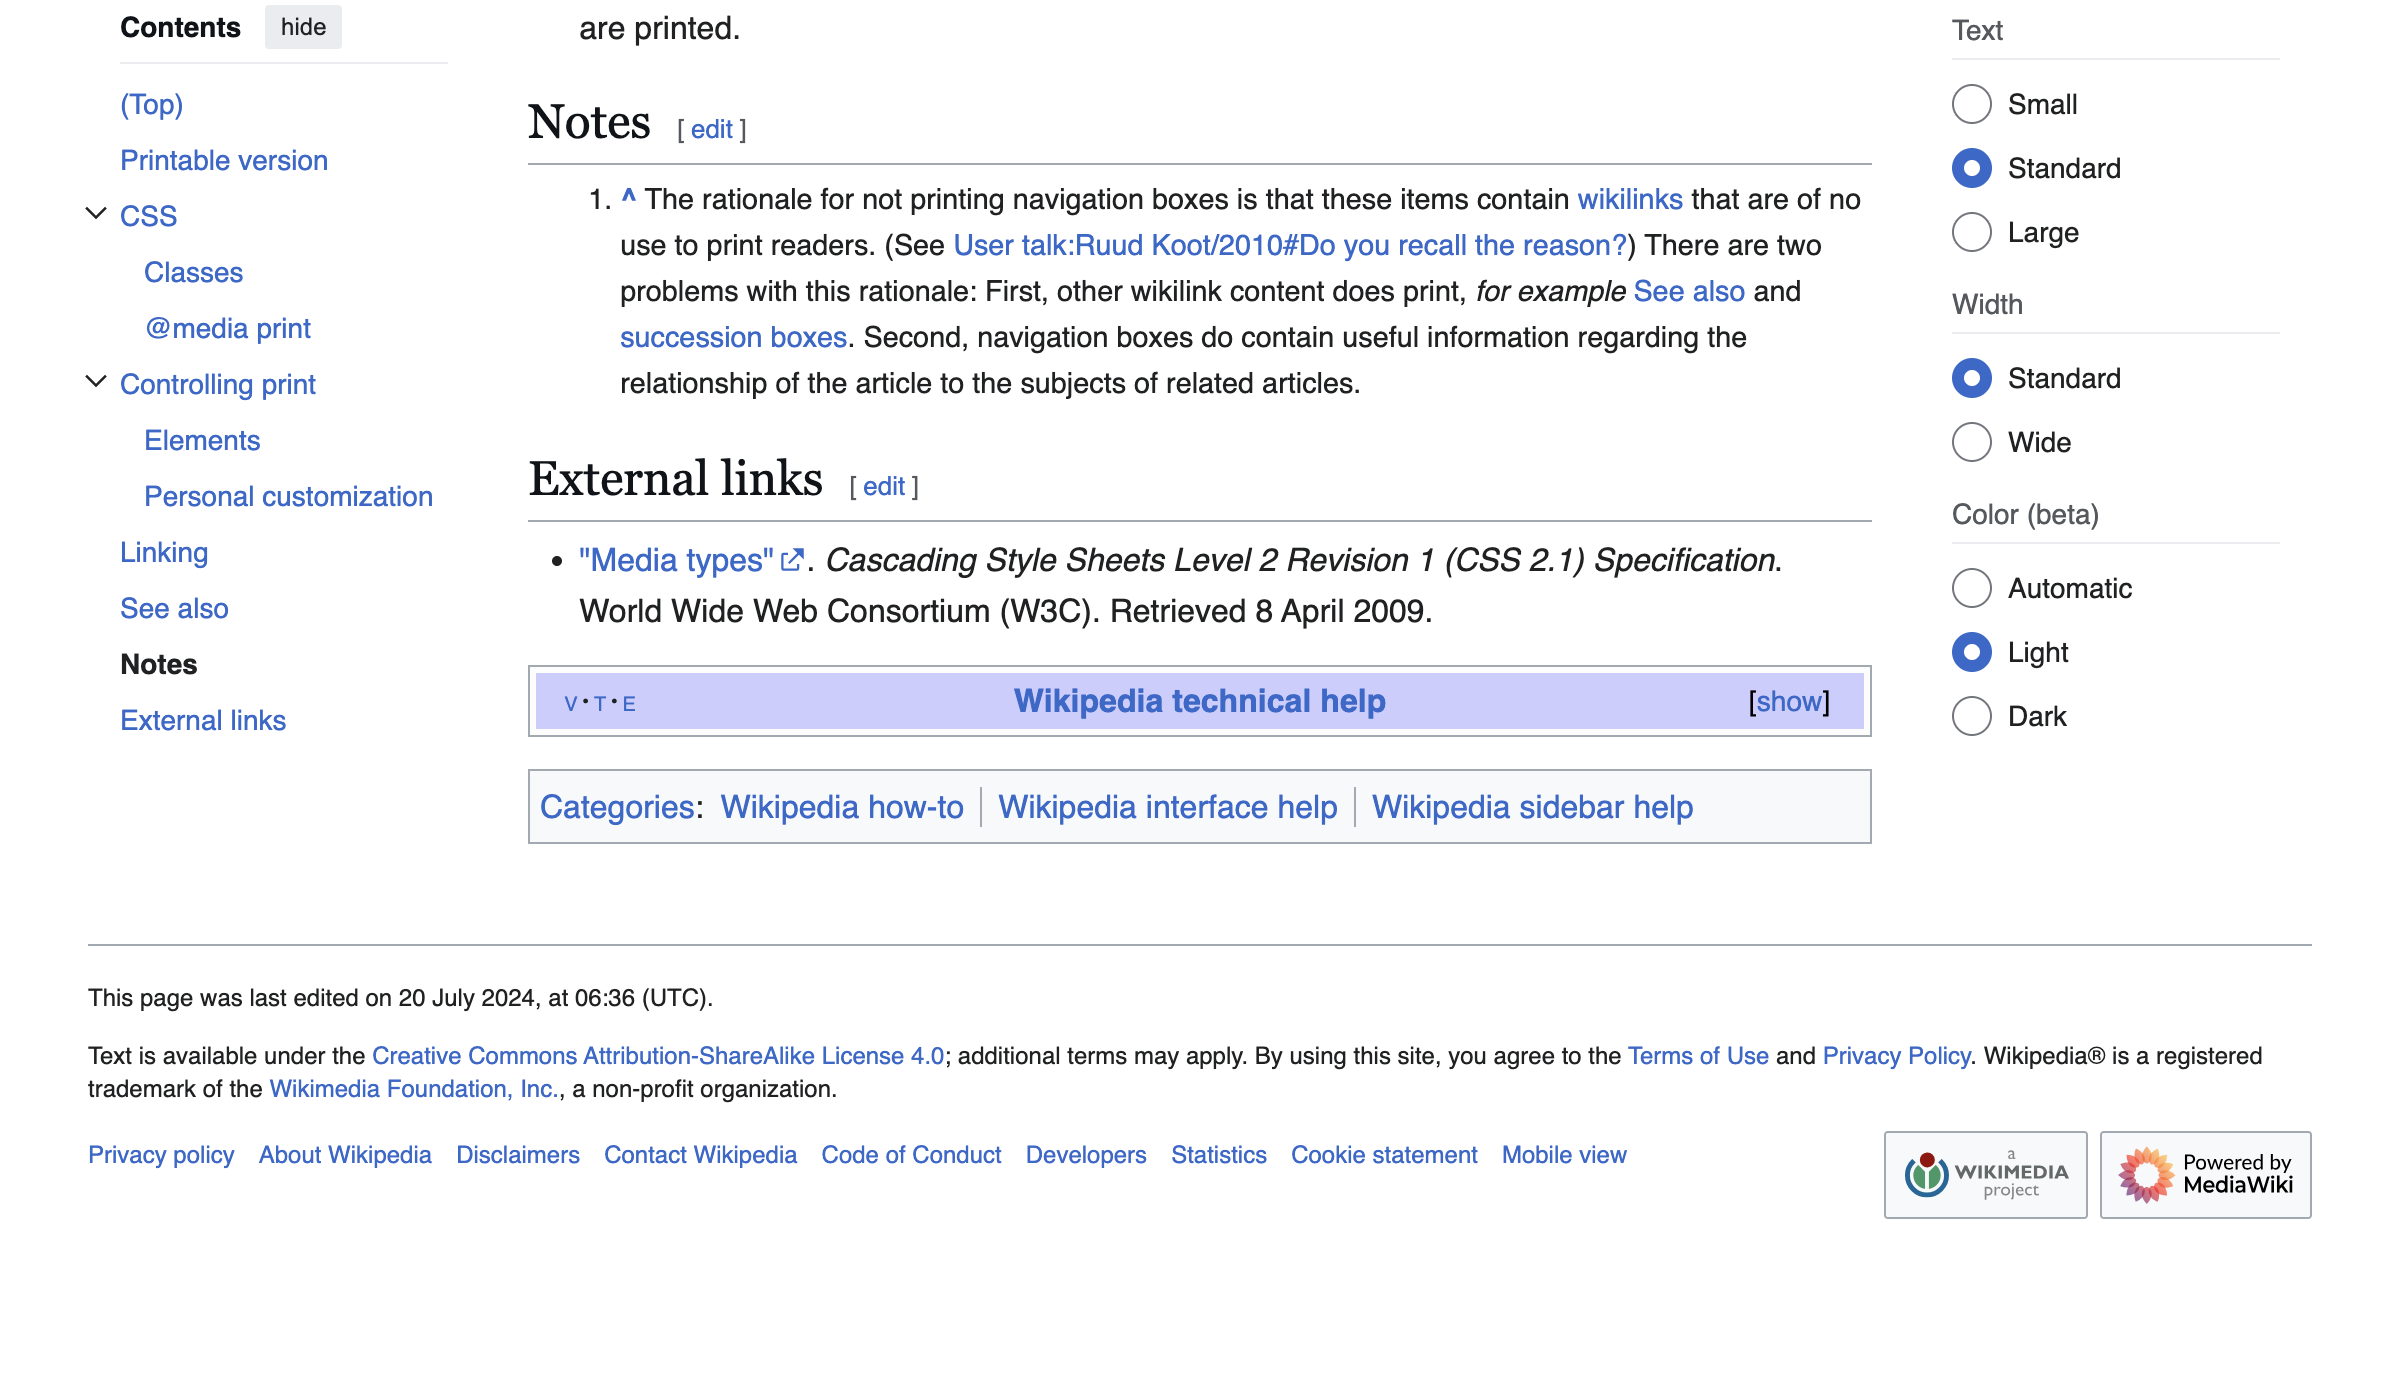 Contents hide
(Top)
Printable version
CSS
Classes
@media print
Controlling print
Elements
Personal customization
Linking
See also
Notes
External links
are printed.
Notes [ edit ]
1. ^ The rationale for not printing navigation boxes is that these items contain wikilinks that are of no
use to print readers. (See User talk:Ruud Koot/2010#Do you recall the reason?) There are two
problems with this rationale: First, other wikilink content does print, for example See also and
succession boxes. Second, navigation boxes do contain useful information regarding the
relationship of the article to the subjects of related articles.
External links [ edit ]
• "Media types". Cascading Style Sheets Level 2 Revision 1 (CSS 2.1) Specification.
World Wide Web Consortium (W3C). Retrieved 8 April 2009.
V • T • E Wikipedia technical help [show]
Categories: Wikipedia how-to | Wikipedia interface help | Wikipedia sidebar help
Text
Small
Standard
Large
Width
Standard
Wide
Color (beta)
Automatic
Light
Dark
This page was last edited on 20 July 2024, at 06:36 (UTC).
Text is available under the Creative Commons Attribution-ShareAlike License 4.0; additional terms may apply. By using this site, you agree to the Terms of Use and Privacy Policy. Wikipedia® is a registered
trademark of the Wikimedia Foundation, Inc., a non-profit organization.
Privacy policy About Wikipedia Disclaimers Contact Wikipedia Code of Conduct Developers Statistics Cookie statement Mobile view
a
WIKIMEDIA
project
Powered by
MediaWiki